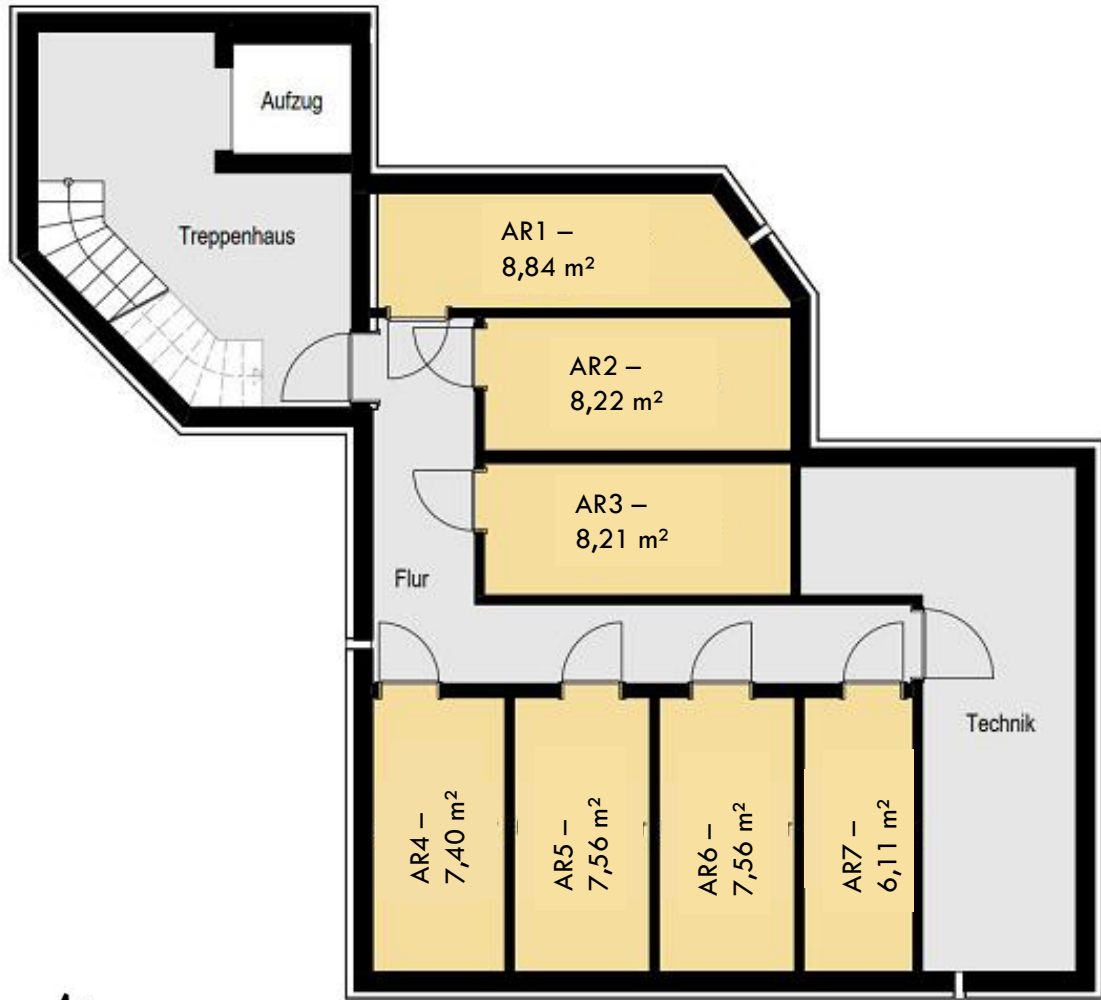 Aufzug
Treppenhaus
AR1 –
8,84 m²
AR2 –
8,22 m²
AR3 –
8,21 m²
Flur
Technik
AR4 –
7,40 m²
AR5 –
7,56 m²
AR6 –
7,56 m²
AR7 –
6,11 m²